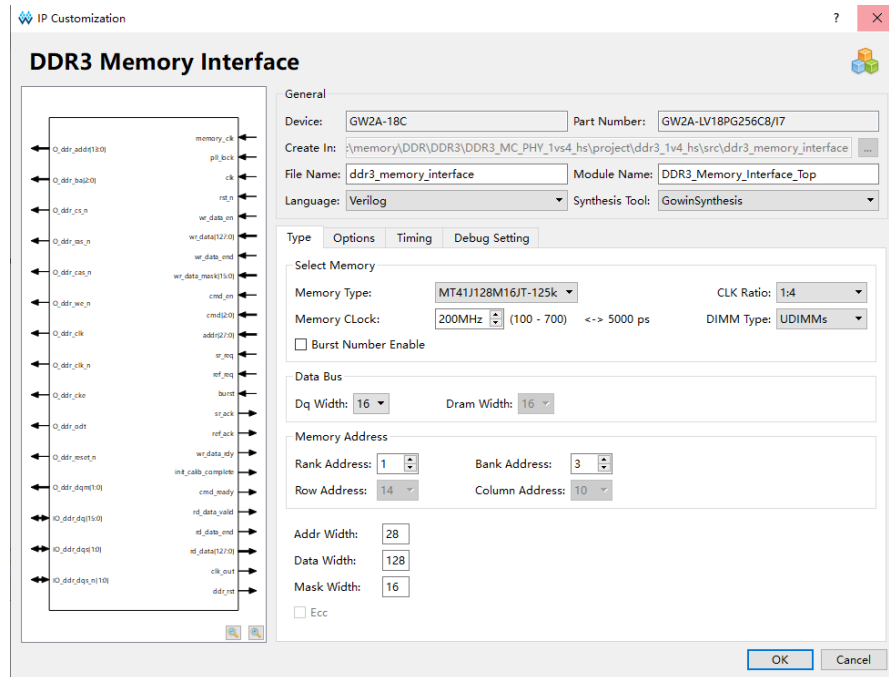 IP Customization
?
DDR3 Memory Interface
O_ddr_addr(13:0)
O_ddr_ba(2:0)
O_ddr_cs_n
O_ddr_ras_n
O_ddr_cas_n
O_ddr_we_n
O_ddr_clk
O_ddr_clk_n
O_ddr_cke
O_ddr_odt
O_ddr_reset_n
O_ddr_dqm(1:0)
IO_ddr_dq(15:0)
IO_ddr_dqs(1:0)
IO_ddr_dqs_n(1:0)
memory_clk
pll_lock
clk
rst_n
wr_data_en
wr_data(127:0)
wr_data_end
wr_data_mask(15:0)
cmd_en
cmd(2:0)
addr(27:0)
sr_req
ref_req
burst
sr_ack
ref_ack
wr_data_rdy
init_calib_complete
cmd_ready
rd_data_valid
rd_data_end
rd_data(127:0)
clk_out
ddr_rst
General
Device: GW2A-18C Part Number: GW2A-LV18PG256C8/I7
Create In: :\memory\DDR\DDR3\DDR3_MC_PHY_1vs4_hs\project\ddr3_1v4_hs\src\ddr3_memory_interface ...
File Name: ddr3_memory_interface Module Name: DDR3_Memory_Interface_Top
Language: Verilog Synthesis Tool: GowinSynthesis
Type Options Timing Debug Setting
Select Memory
Memory Type: MT41J128M16JT-125k CLK Ratio: 1:4
Memory CLock: 200MHz (100 - 700) <-> 5000 ps DIMM Type: UDIMMs
Burst Number Enable
Data Bus
Dq Width: 16 Dram Width: 16
Memory Address
Rank Address: 1 Bank Address: 3
Row Address: 14 Column Address: 10
Addr Width: 28
Data Width: 128
Mask Width: 16
Ecc
OK Cancel